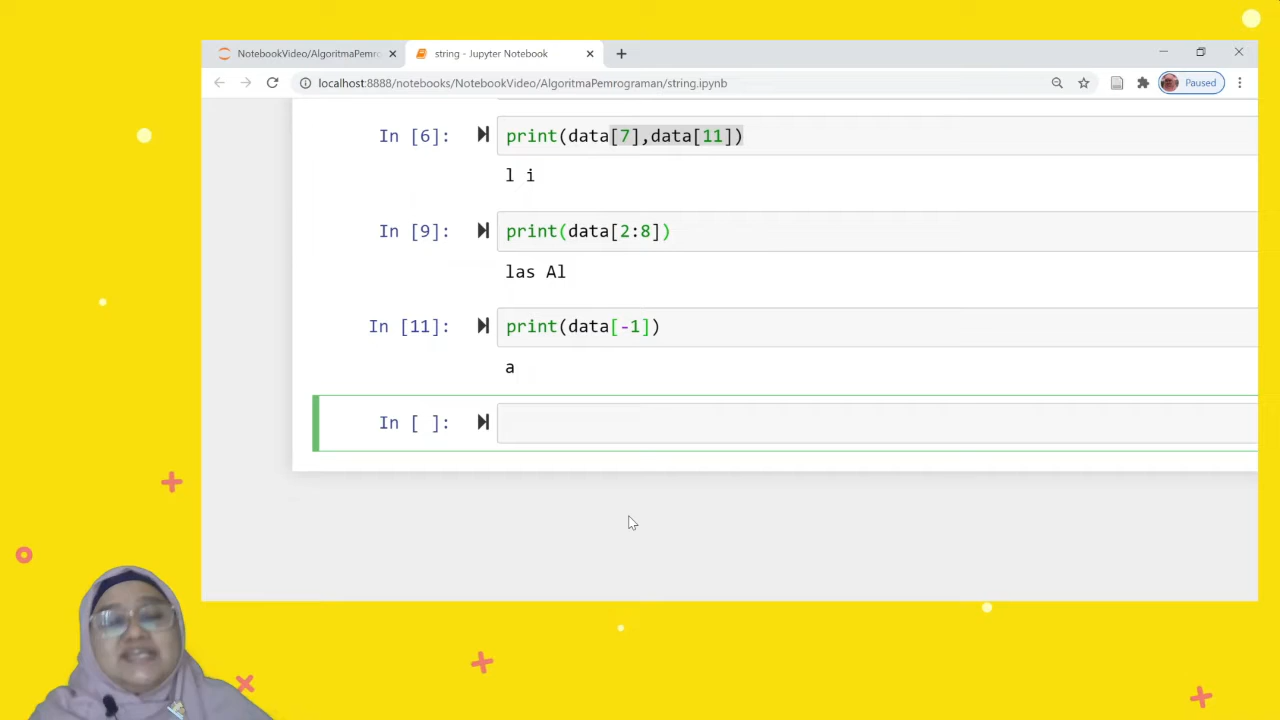 NotebookVideo/AlgoritmaPemro
string - Jupyter Notebook
localhost:8888/notebooks/NotebookVideo/AlgoritmaPemrograman/string.ipynb
Paused
In [6]: print(data[7],data[11])
l i
In [9]: print(data[2:8])
las Al
In [11]: print(data[-1])
a
In [ ]: